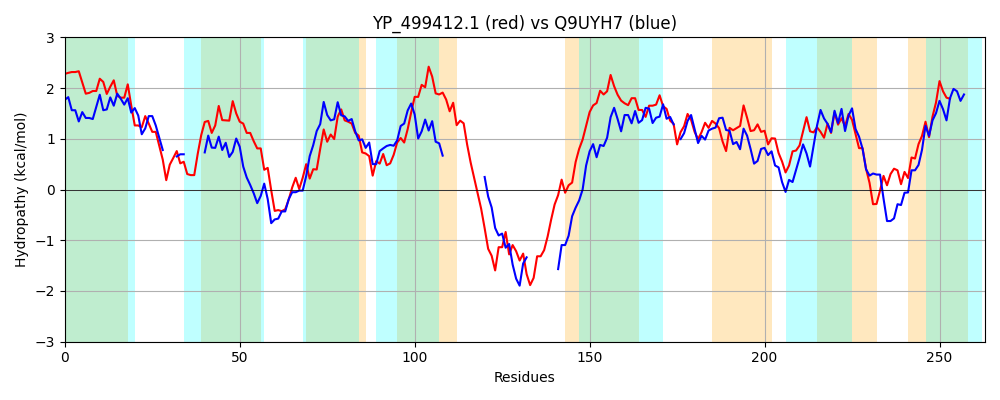 YP_499412.1 (red) vs Q9UYH7 (blue)
Hydropathy (kcal/mol)
3
2
1
0
−1
−2
−3
0 50 100 150 200 250
Residues